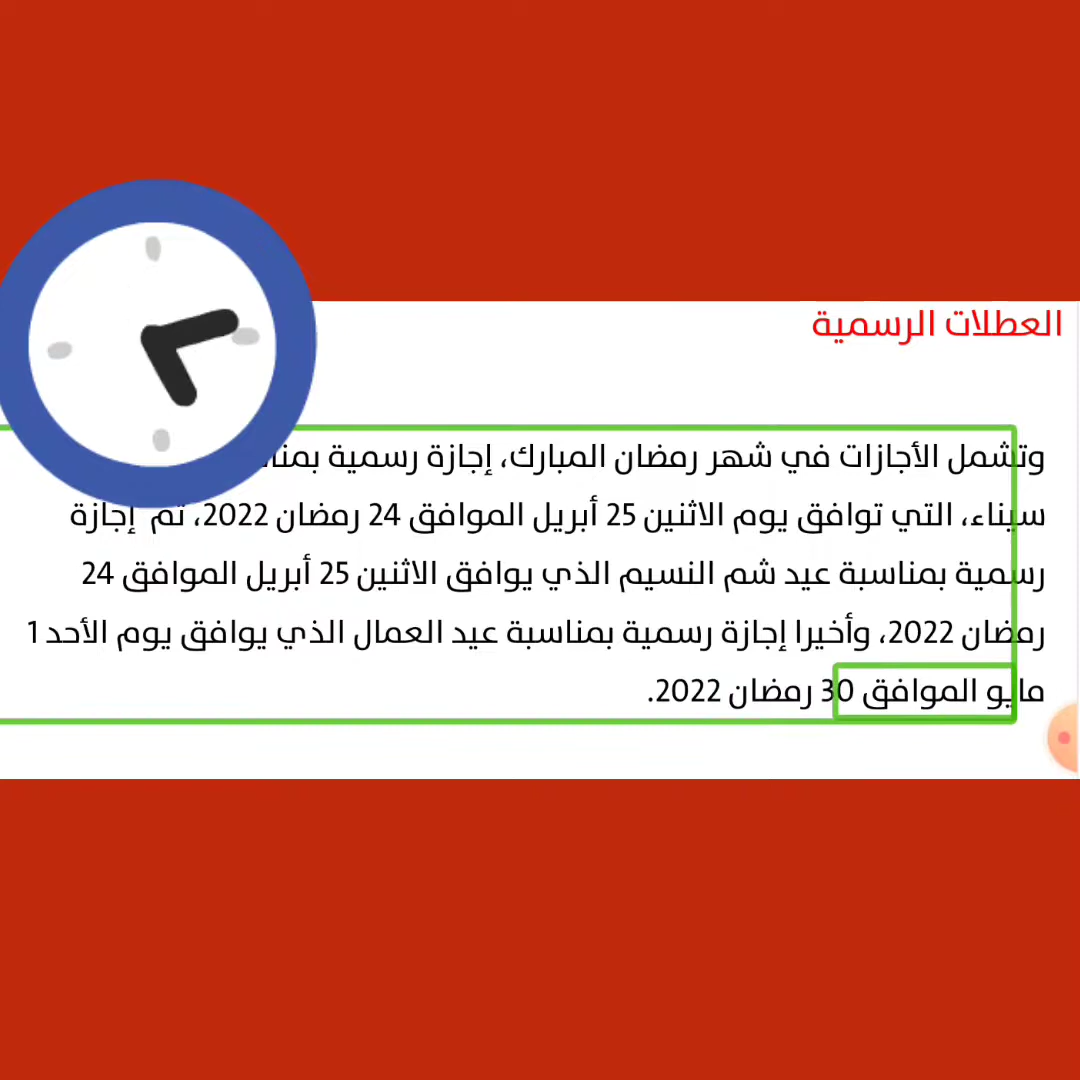 العطلات الرسمية
وتشمل الأجازات في شهر رمضان المبارك، إجازة رسمية
سيناء، التي توافق يوم الاثنين 25 أبريل الموافق 24 رمضان 2022، ثم إجازة
رسمية بمناسبة عيد شم النسيم الذي يوافق الاثنين 25 أبريل الموافق 24
رمضان 2022، وأخيرا إجازة رسمية بمناسبة عيد العمال الذي يوافق يوم الأحد 1
مايو الموافق 30 رمضان 2022.